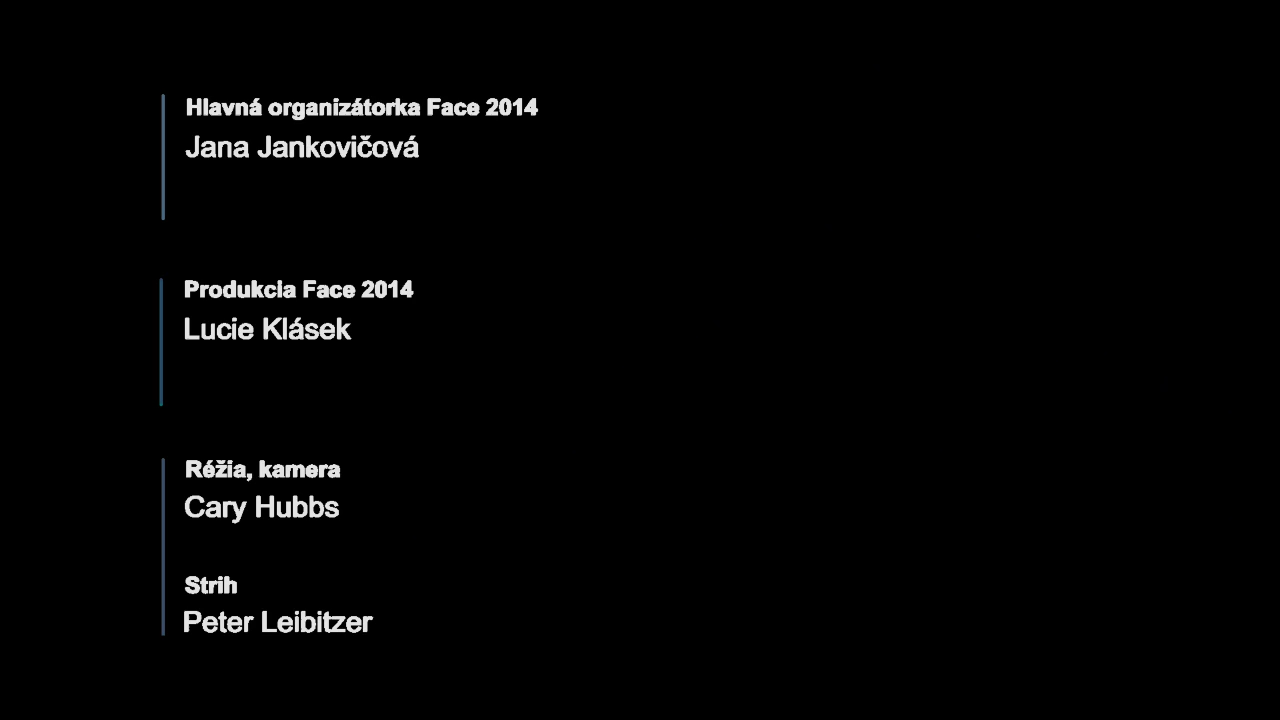 Hlavná organizátorka Face 2014
Jana Jankovičová
Produkcia Face 2014
Lucie Klásek
Réžia, kamera
Cary Hubbs
Strih
Peter Leibitzer